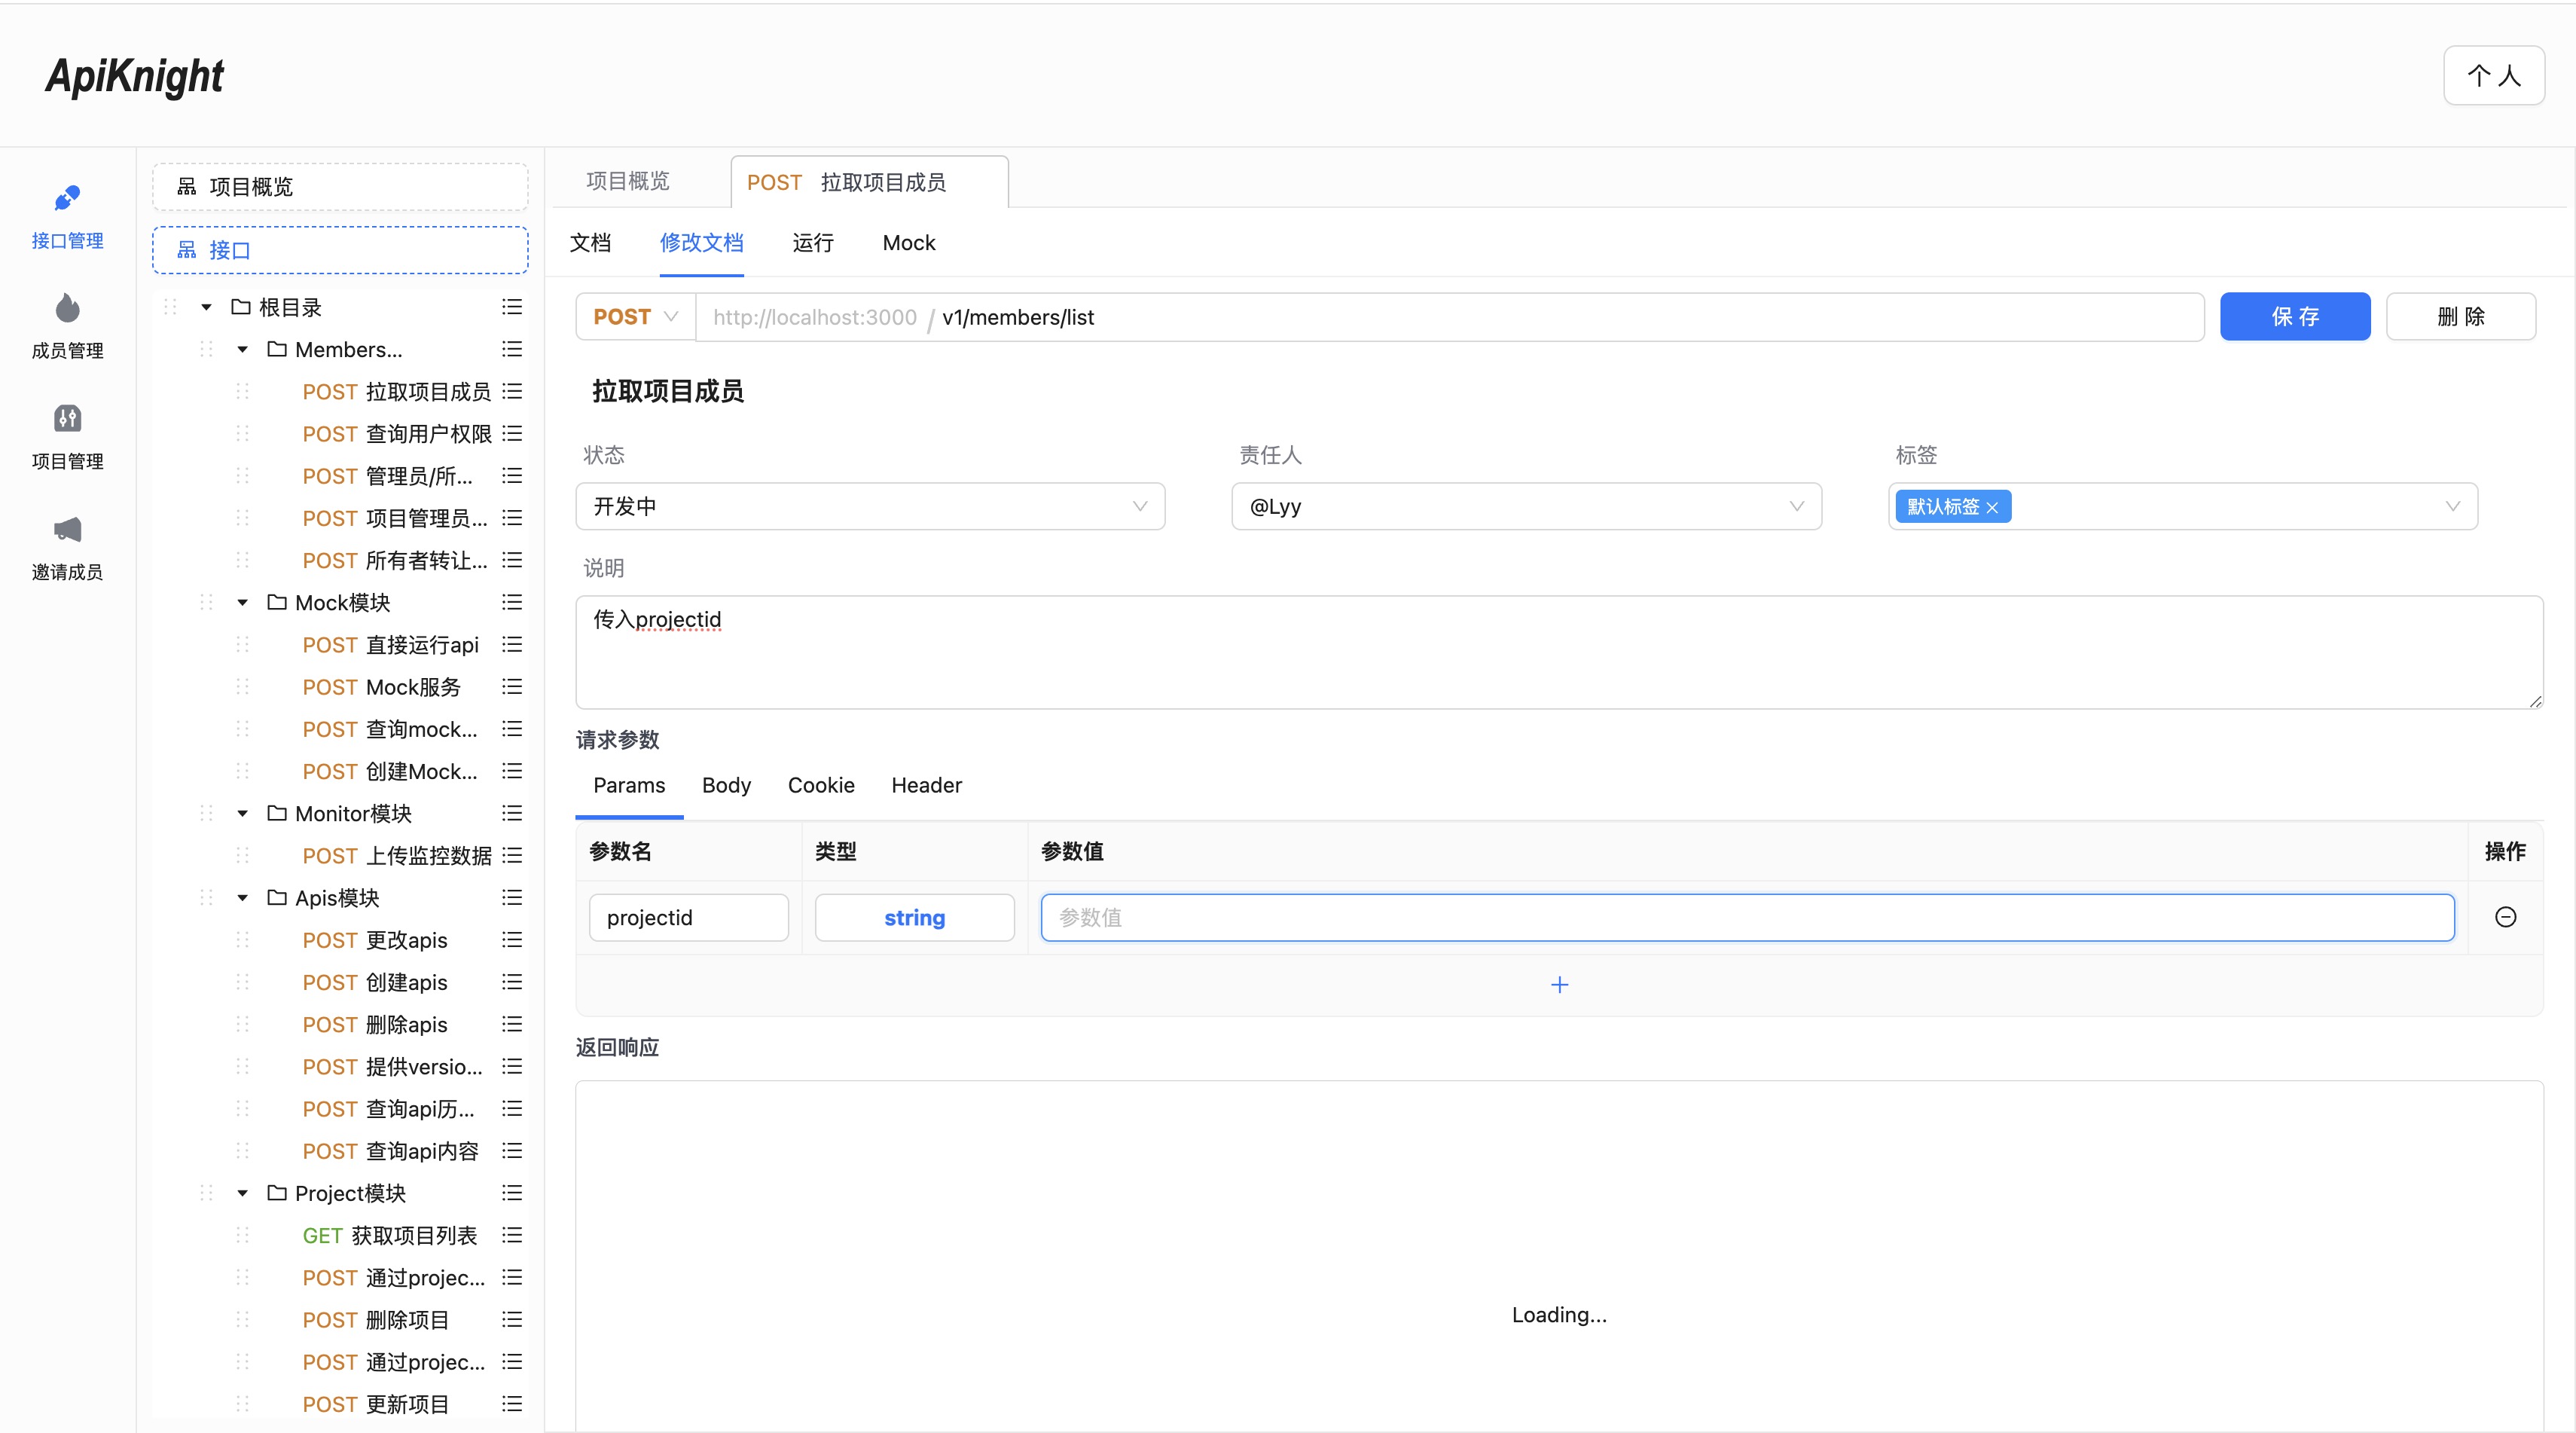 ApiKnight
个 人
接口管理
成员管理
项目管理
邀请成员
项目概览
接口
根目录
Members...
POST 拉取项目成员
POST 查询用户权限
POST 管理员/所...
POST 项目管理员...
POST 所有者转让...
Mock模块
POST 直接运行api
POST Mock服务
POST 查询mock...
POST 创建Mock...
Monitor模块
POST 上传监控数据
Apis模块
POST 更改apis
POST 创建apis
POST 删除apis
POST 提供versio...
POST 查询api历...
POST 查询api内容
Project模块
GET 获取项目列表
POST 通过projec...
POST 删除项目
POST 通过projec...
POST 更新项目
项目概览
POST 拉取项目成员
文档 修改文档 运行 Mock
POST http://localhost:3000 / v1/members/list 保 存 删 除
拉取项目成员
状态 责任人 标签
开发中 @Lyy 默认标签
说明
传入projectid
请求参数
Params Body Cookie Header
参数名 类型 参数值 操作
projectid string 参数值
返回响应
Loading...